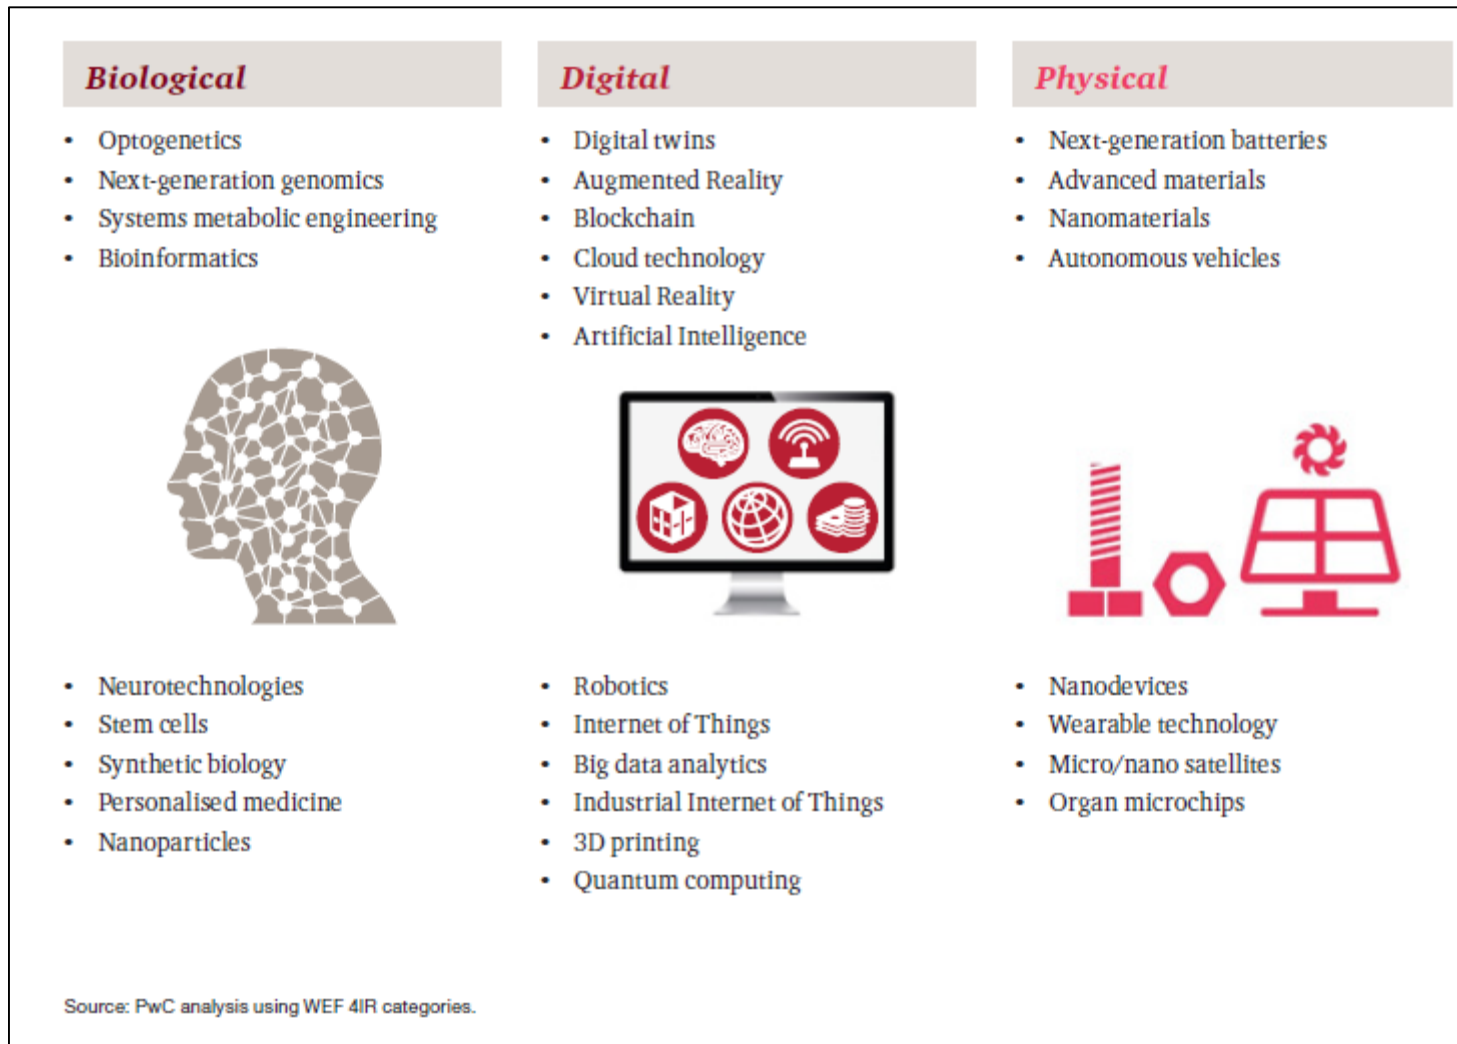 Biological
• Optogenetics
• Next-generation genomics
• Systems metabolic engineering
• Bioinformatics
• Neurotechnologies
• Stem cells
• Synthetic biology
• Personalised medicine
• Nanoparticles
Digital
• Digital twins
• Augmented Reality
• Blockchain
• Cloud technology
• Virtual Reality
• Artificial Intelligence
• Robotics
• Internet of Things
• Big data analytics
• Industrial Internet of Things
• 3D printing
• Quantum computing
Physical
• Next-generation batteries
• Advanced materials
• Nanomaterials
• Autonomous vehicles
• Nanodevices
• Wearable technology
• Micro/nano satellites
• Organ microchips
Source: PwC analysis using WEF 4IR categories.